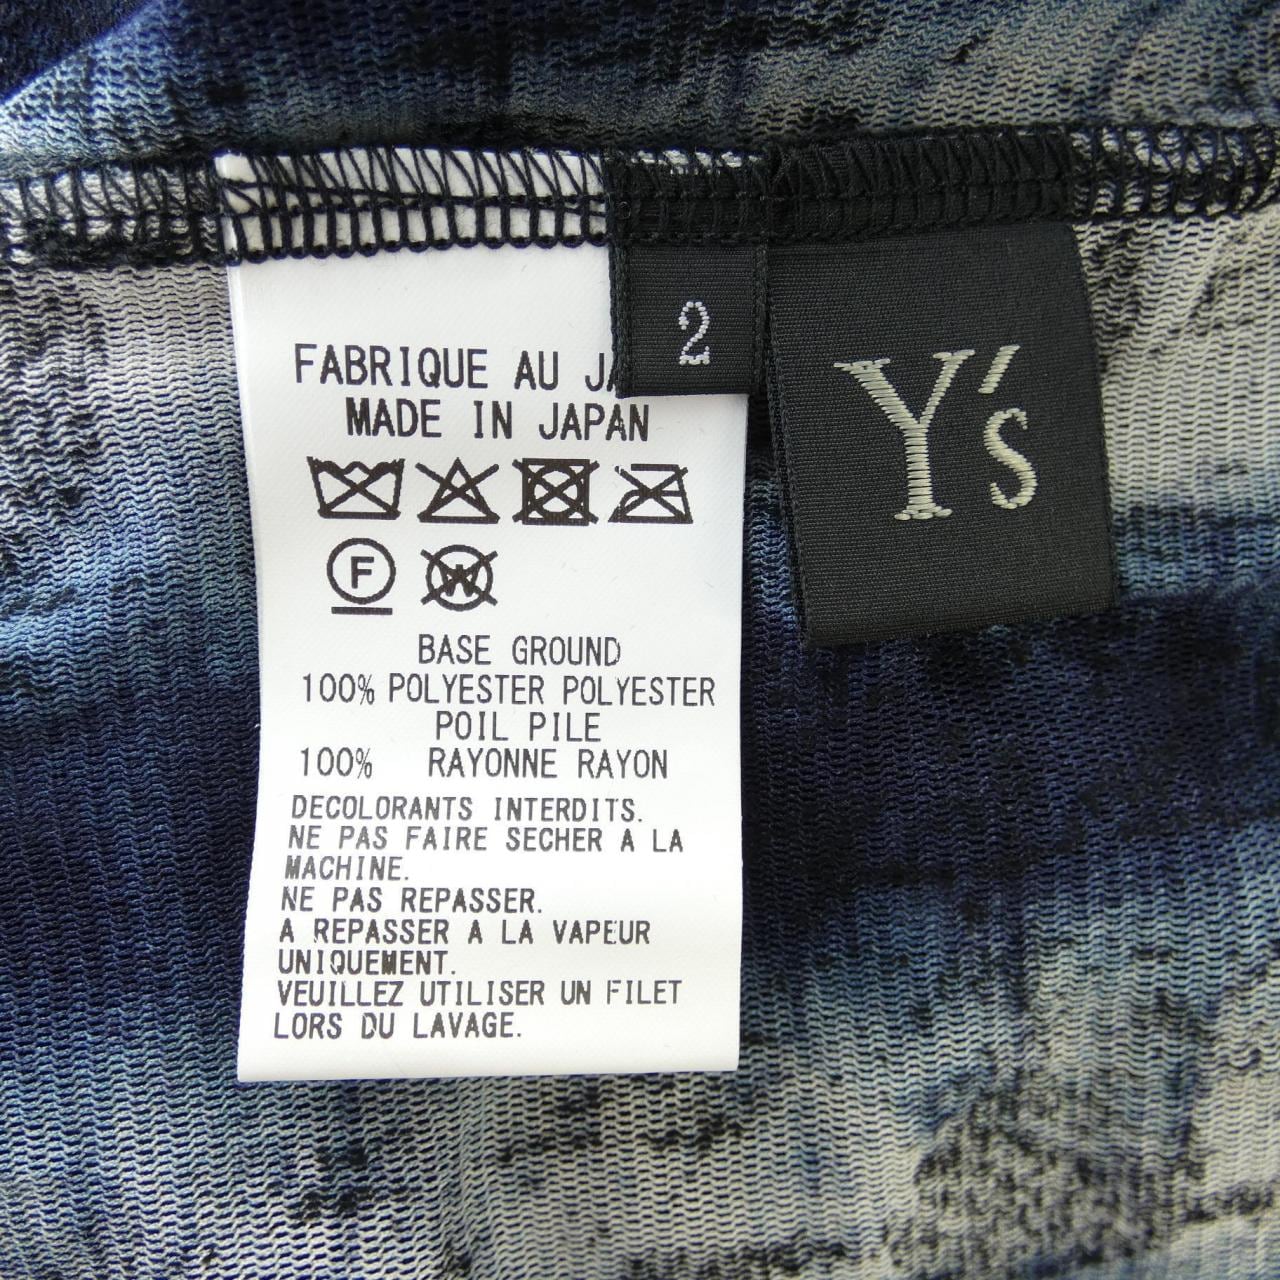 FABRIQUE AU
MADE IN JAPAN
F W
BASE GROUND
100% POLYESTER POLYESTER
POIL PILE
100% RAYONNE RAYON
DECOLORANTS INTERDITS.
NE PAS FAIRE SECHER A LA
MACHINE.
NE PAS REPASSER.
A REPASSER A LA VAPEUR
UNIQUEMENT.
VEUILLEZ UTILISER UN FILET
LORS DU LAVAGE.
2
Y's